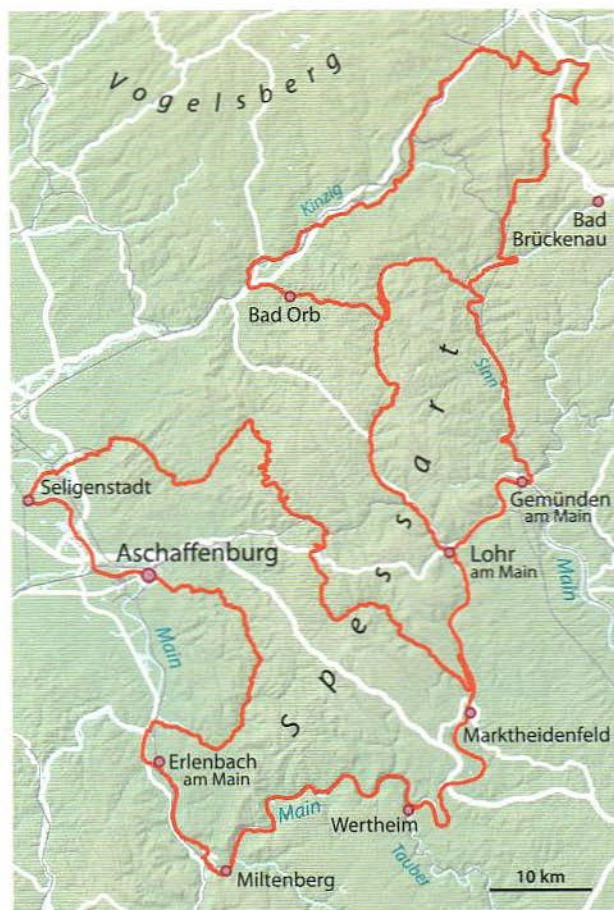 Vogelsberg
Kinzig
Bad
Brückenau
Bad Orb
Sinn
Spessart
Seligenstadt
Gemünden
am Main
Aschaffenburg
Lohr
am Main
Main
Main
Marktheidenfeld
Erlenbach
am Main
Main
Wertheim
Tauber
Miltenberg
10 km